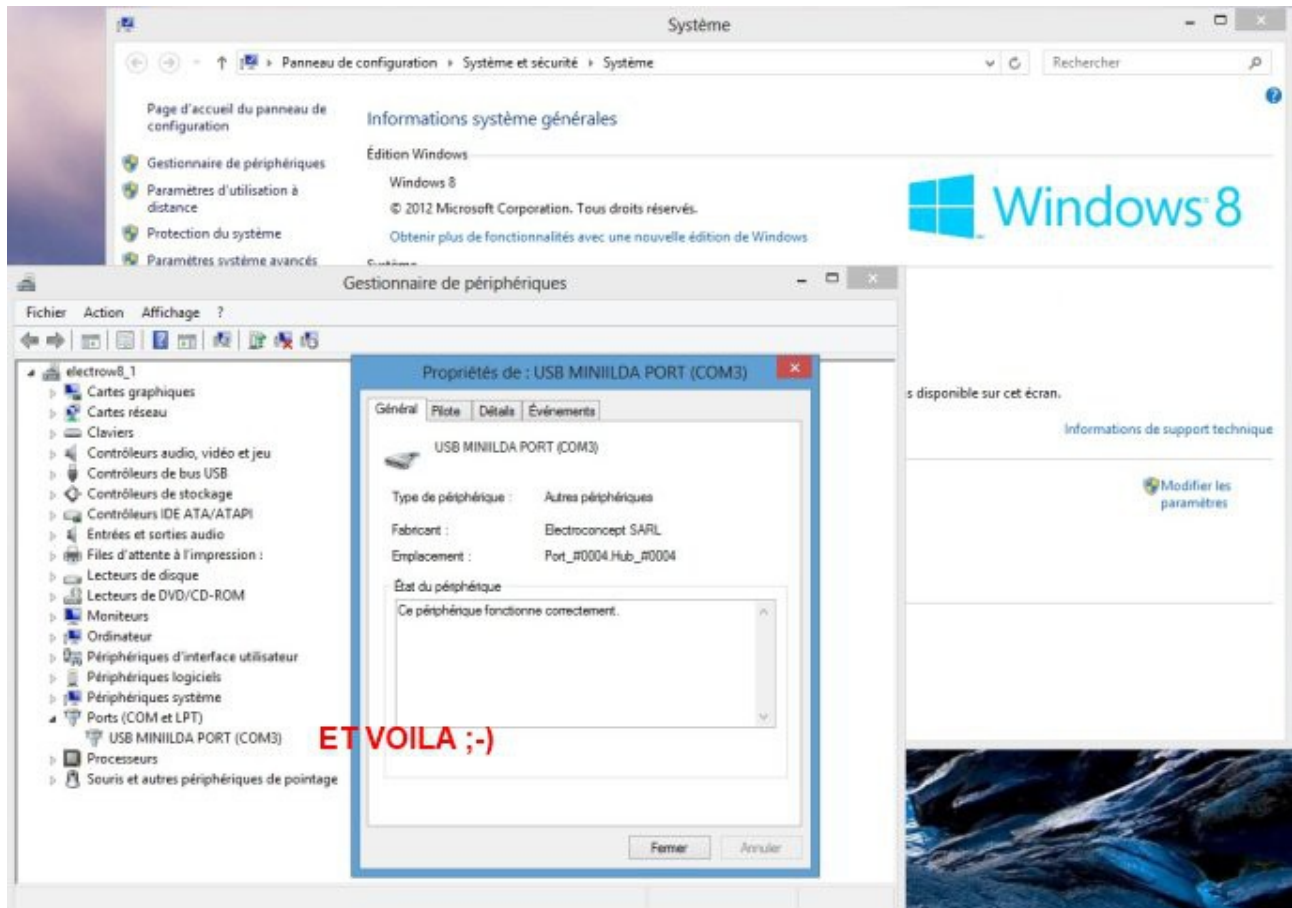 Système
Panneau de configuration Système et sécurité Système
Rechercher
Page d'accueil du panneau de
configuration
Gestionnaire de périphériques
Paramètres d'utilisation à
distance
Protection du système
Paramètres système avancés
Informations système générales
Édition Windows
Windows 8
© 2012 Microsoft Corporation. Tous droits réservés.
Obtenir plus de fonctionnalités avec une nouvelle édition de Windows
Système
Windows 8
s disponible sur cet écran.
Informations de support technique
Modifier les
paramètres
Gestionnaire de périphériques
Fichier Action Affichage ?
electrow8_1
Cartes graphiques
Cartes réseau
Claviers
Contrôleurs audio, vidéo et jeu
Contrôleurs de bus USB
Contrôleurs de stockage
Contrôleurs IDE ATA/ATAPI
Entrées et sorties audio
Files d'attente à l'impression :
Lecteurs de disque
Lecteurs de DVD/CD-ROM
Moniteurs
Ordinateur
Périphériques d'interface utilisateur
Périphériques logiciels
Périphériques système
Ports (COM et LPT)
USB MINIILDA PORT (COM3)
Processeurs
Souris et autres périphériques de pointage
ET VOILA ;-)
Propriétés de : USB MINIILDA PORT (COM3)
Général Pilote Détails Événements
USB MINIILDA PORT (COM3)
Type de périphérique : Autres périphériques
Fabricant : Electroconcept SARL
Emplacement : Port_#0004.Hub_#0004
État du périphérique
Ce périphérique fonctionne correctement.
Fermer Annuler